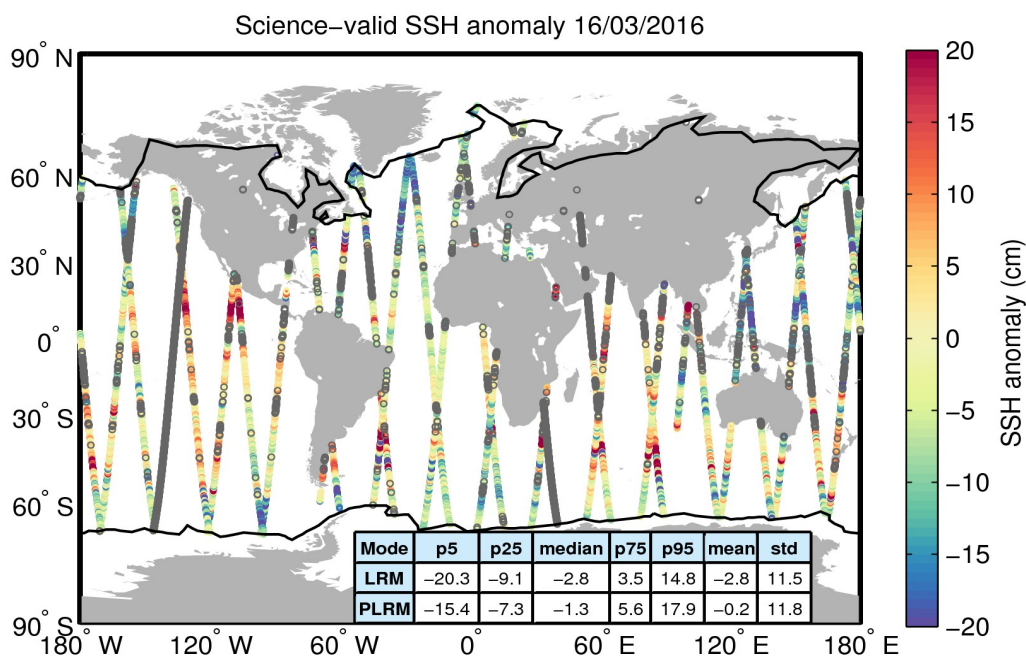 Science−valid SSH anomaly 16/03/2016
90° N
60° N
30° N
0°
30° S
60° S
90° S
180° W
120° W
60° W
0°
60° E
120° E
180° E
20
15
10
5
0
−5
−10
−15
−20
SSH anomaly (cm)
Mode p5 p25 median p75 p95 mean std
LRM −20.3 −9.1 −2.8 3.5 14.8 −2.8 11.5
PLRM −15.4 −7.3 −1.3 5.6 17.9 −0.2 11.8